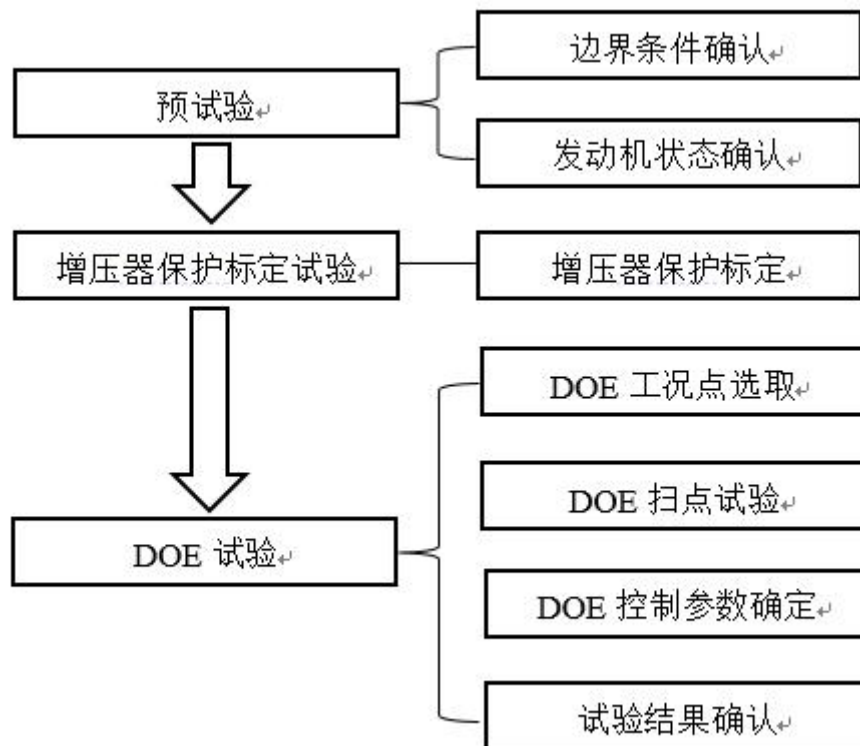 边界条件确认
预试验
发动机状态确认
增压器保护标定试验
增压器保护标定
DOE 工况点选取
DOE 扫点试验
DOE 试验
DOE 控制参数确定
试验结果确认